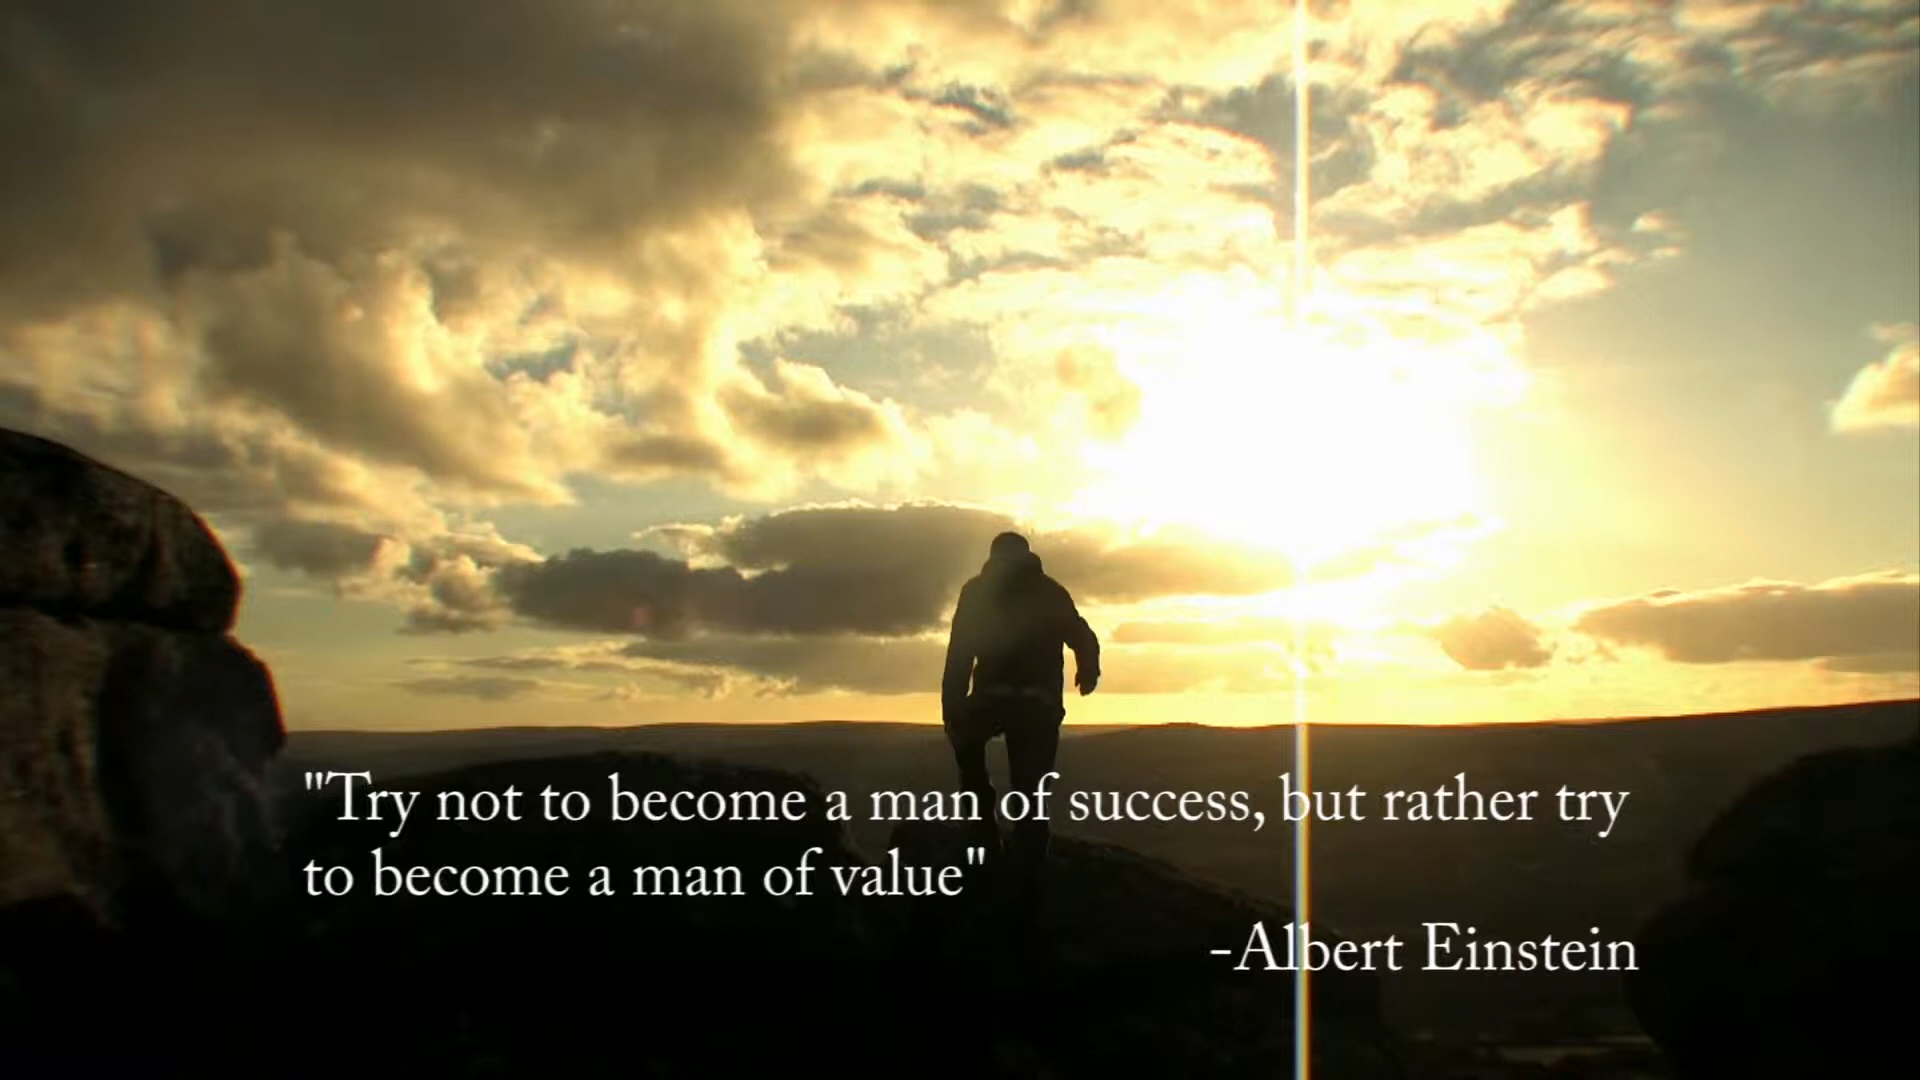 "Try not to become a man of success, but rather try
to become a man of value"
-Albert Einstein